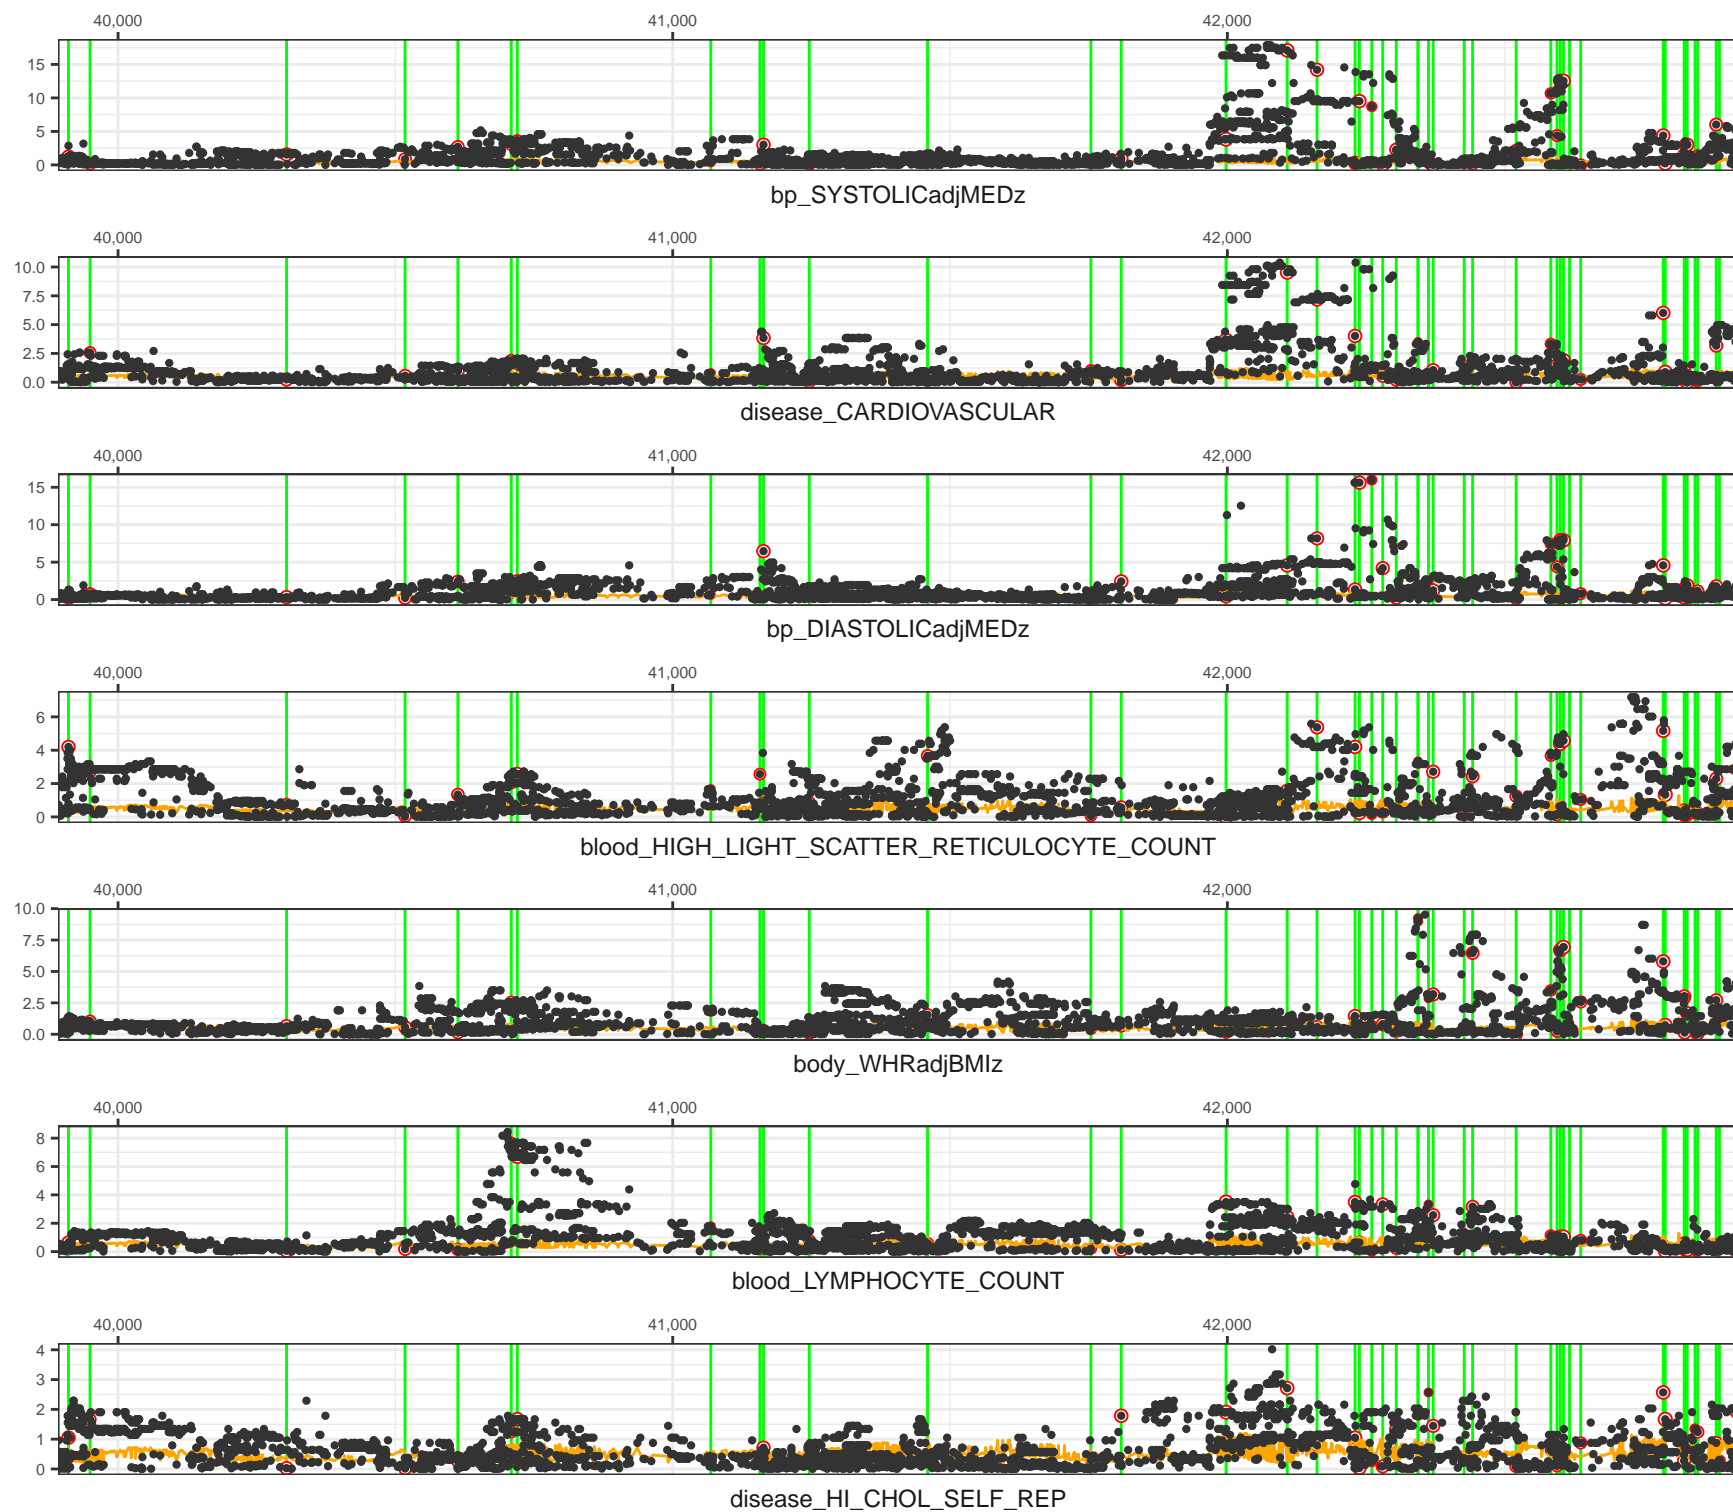 40,000 41,000 42,000
15
10
5
0
bp_SYSTOLICadjMEDz
40,000 41,000 42,000
10.0
7.5
5.0
2.5
0.0
disease_CARDIOVASCULAR
40,000 41,000 42,000
15
10
5
0
bp_DIASTOLICadjMEDz
40,000 41,000 42,000
6
4
2
0
blood_HIGH_LIGHT_SCATTER_RETICULOCYTE_COUNT
40,000 41,000 42,000
10.0
7.5
5.0
2.5
0.0
body_WHRadjBMIz
40,000 41,000 42,000
8
6
4
2
0
blood_LYMPHOCYTE_COUNT
40,000 41,000 42,000
4
3
2
1
0
disease_HI_CHOL_SELF_REP